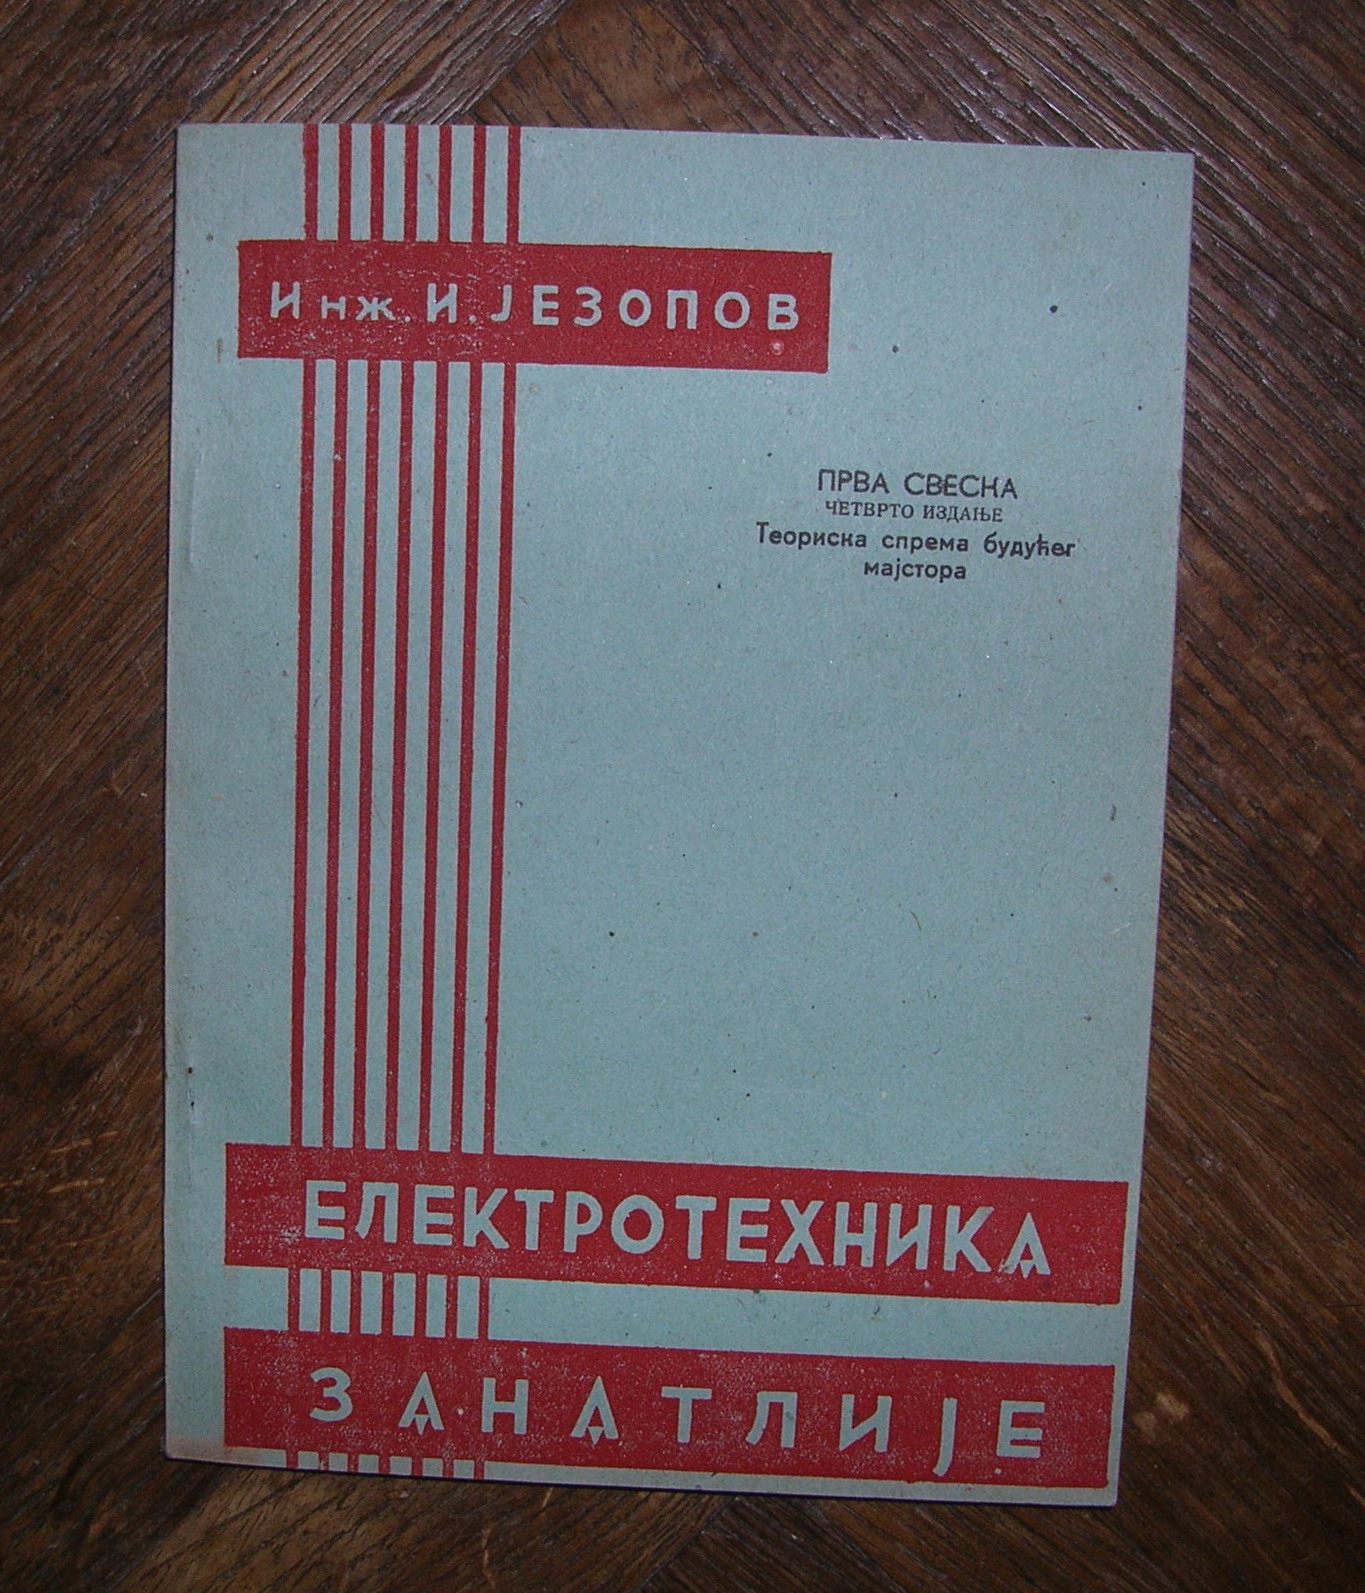 Инж. И. ЈЕЗОПОВ
ПРВА СВЕСКА
ЧЕТВРТО ИЗДАЊЕ
Теориска спрема будућег
мајстора
ЕЛЕКТРОТЕХНИКА
ЗАНАТЛИЈЕ